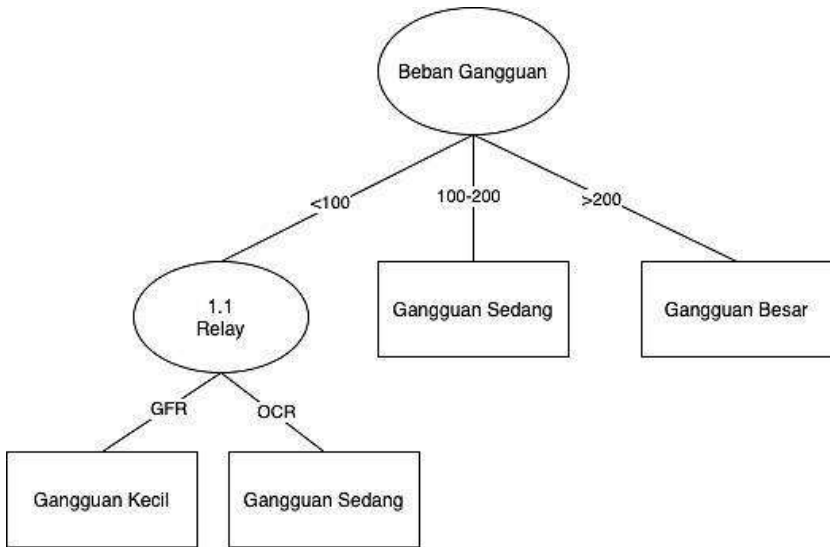 Beban Gangguan
<100
100-200
>200
1.1
Relay
Gangguan Sedang
Gangguan Besar
GFR
OCR
Gangguan Kecil
Gangguan Sedang